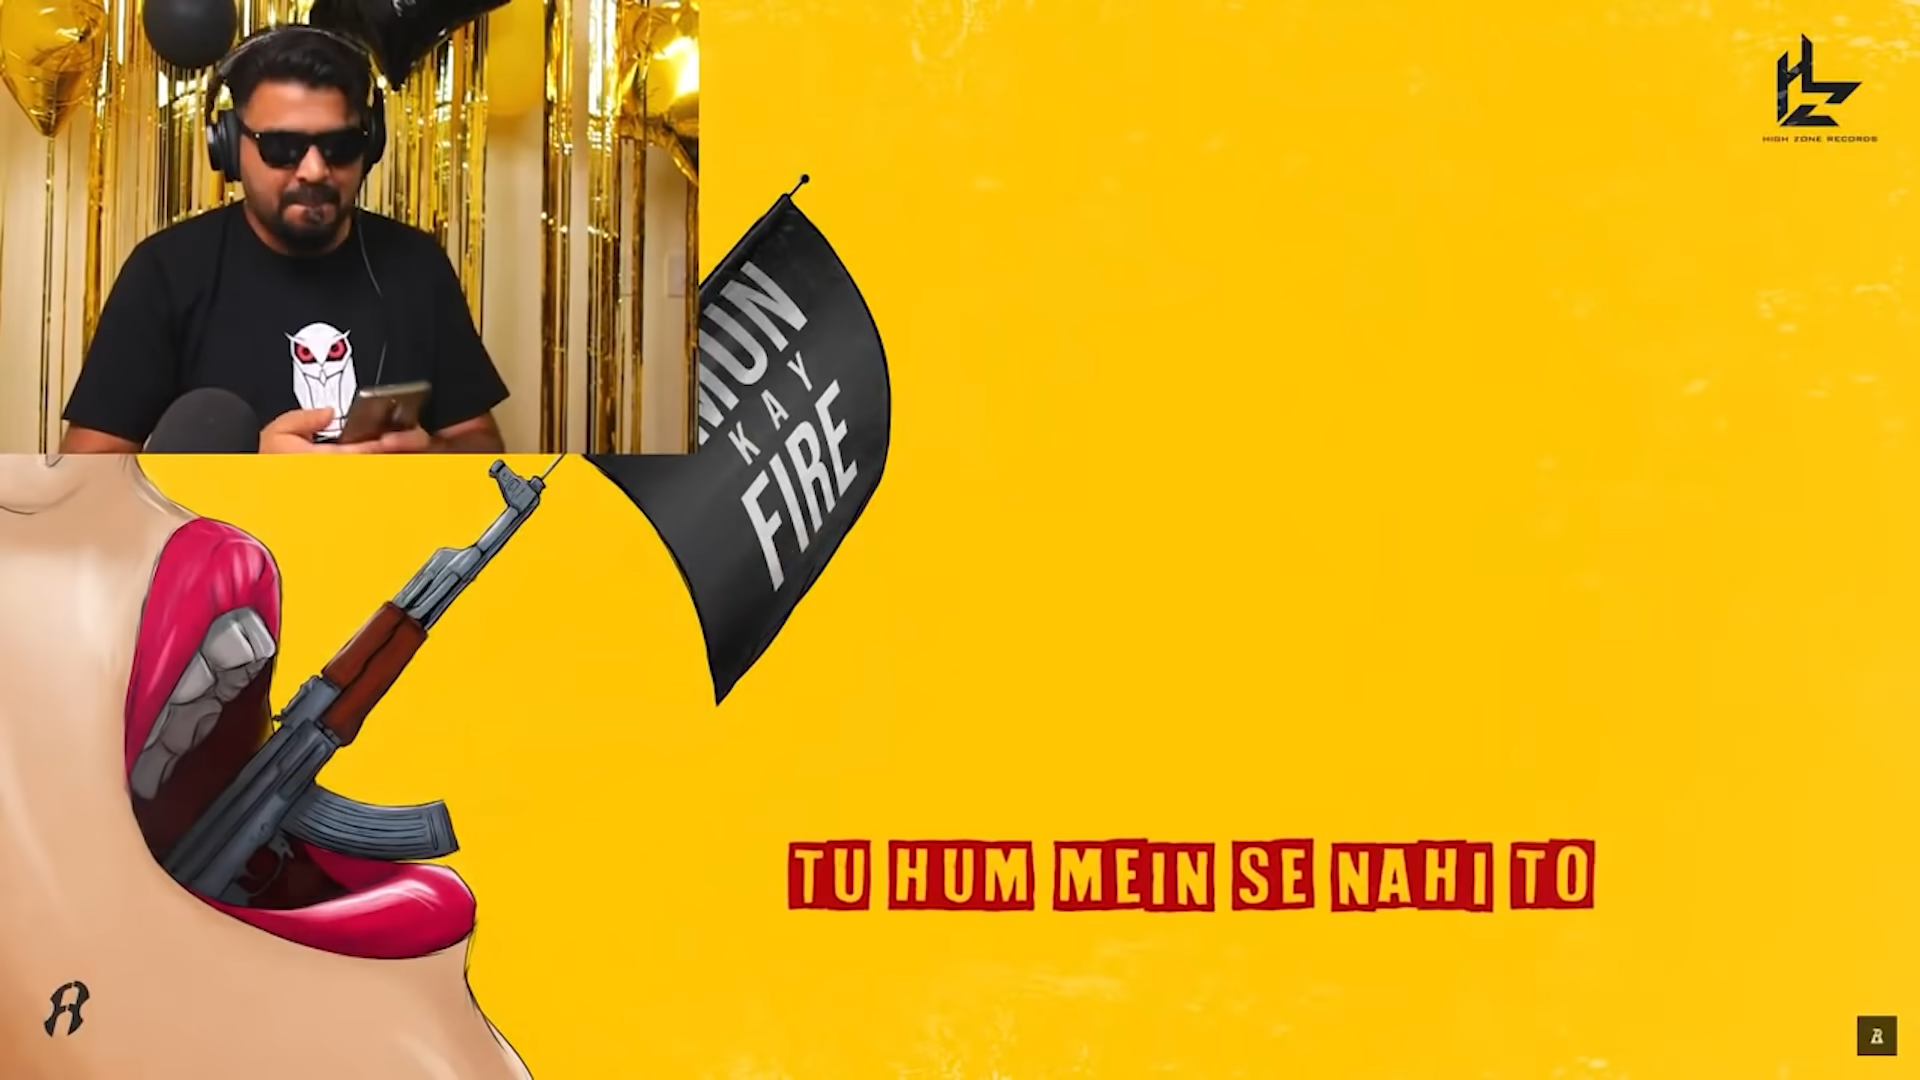 HIGH ZONE RECORDS
MUN
KAY
FIRE
TU HUM MEIN SE NAHI TO